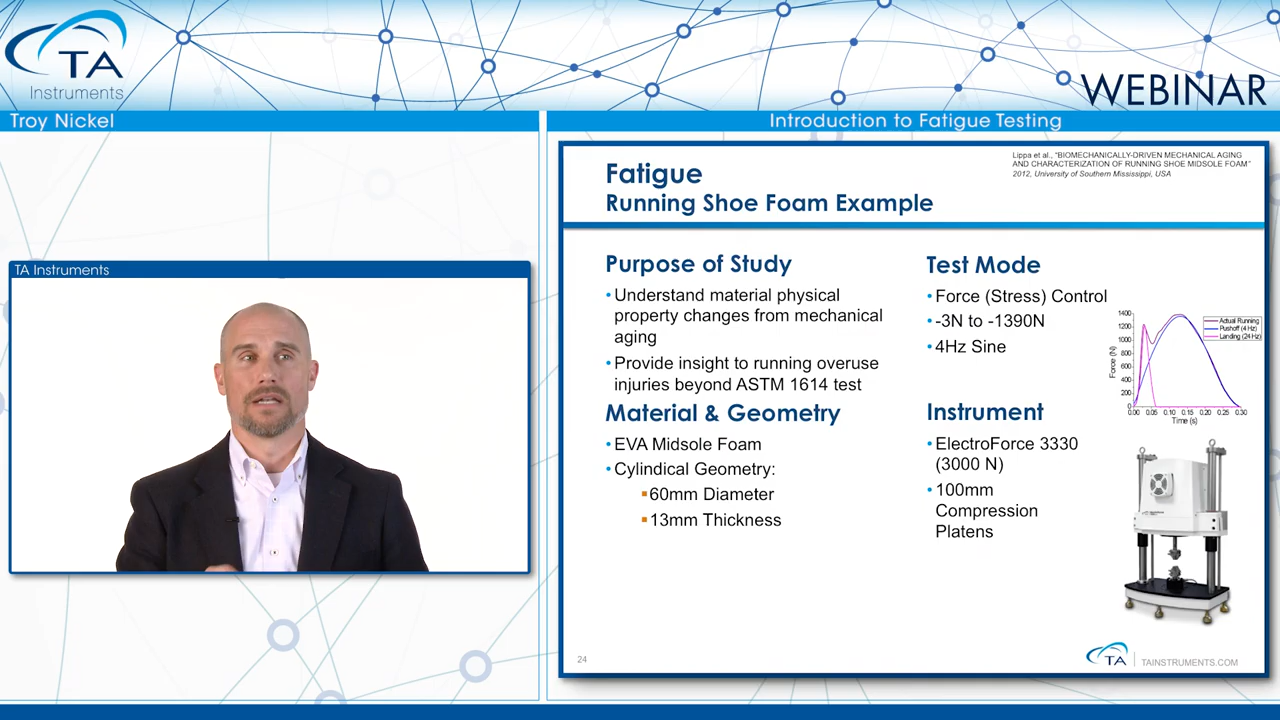 TA
Instruments
WEBINAR
Troy Nickel
Introduction to Fatigue Testing
TA Instruments
Lippa et al., "BIOMECHANICALLY-DRIVEN MECHANICAL AGING
AND CHARACTERIZATION OF RUNNING SHOE MIDSOLE FOAM"
2012, University of Southern Mississippi, USA
Fatigue
Running Shoe Foam Example
Purpose of Study
•Understand material physical
property changes from mechanical
aging
•Provide insight to running overuse
injuries beyond ASTM 1614 test
Material & Geometry
•EVA Midsole Foam
•Cylindical Geometry:
▪60mm Diameter
▪13mm Thickness
Test Mode
•Force (Stress) Control
•-3N to -1390N
•4Hz Sine
1400
1200
1000
800
600
400
200
0
Force (N)
Actual Running
Pushoff (4 Hz)
Landing (24 Hz)
0.00 0.05 0.10 0.15 0.20 0.25 0.30
Time (s)
Instrument
•ElectroForce 3330
(3000 N)
•100mm
Compression
Platens
24
TA
TAINSTRUMENTS.COM